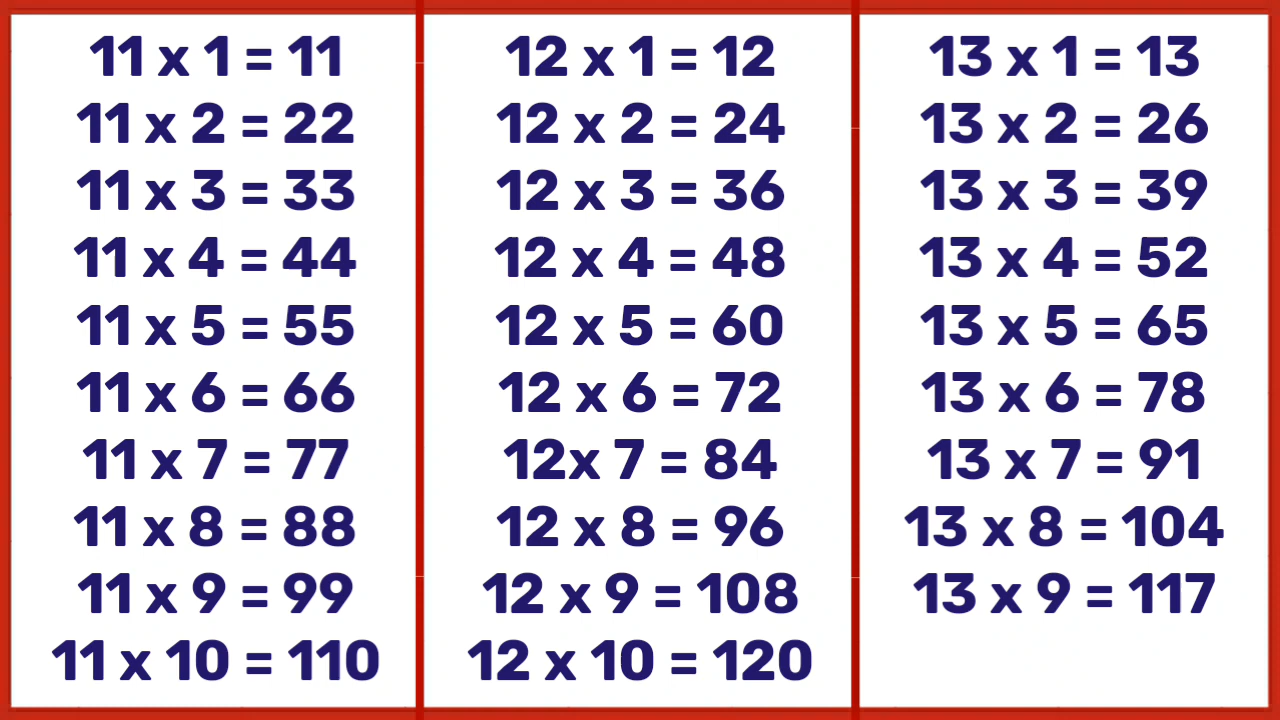 11 x 1 = 11
11 x 2 = 22
11 x 3 = 33
11 x 4 = 44
11 x 5 = 55
11 x 6 = 66
11 x 7 = 77
11 x 8 = 88
11 x 9 = 99
11 x 10 = 110
12 x 1 = 12
12 x 2 = 24
12 x 3 = 36
12 x 4 = 48
12 x 5 = 60
12 x 6 = 72
12x 7 = 84
12 x 8 = 96
12 x 9 = 108
12 x 10 = 120
13 x 1 = 13
13 x 2 = 26
13 x 3 = 39
13 x 4 = 52
13 x 5 = 65
13 x 6 = 78
13 x 7 = 91
13 x 8 = 104
13 x 9 = 117